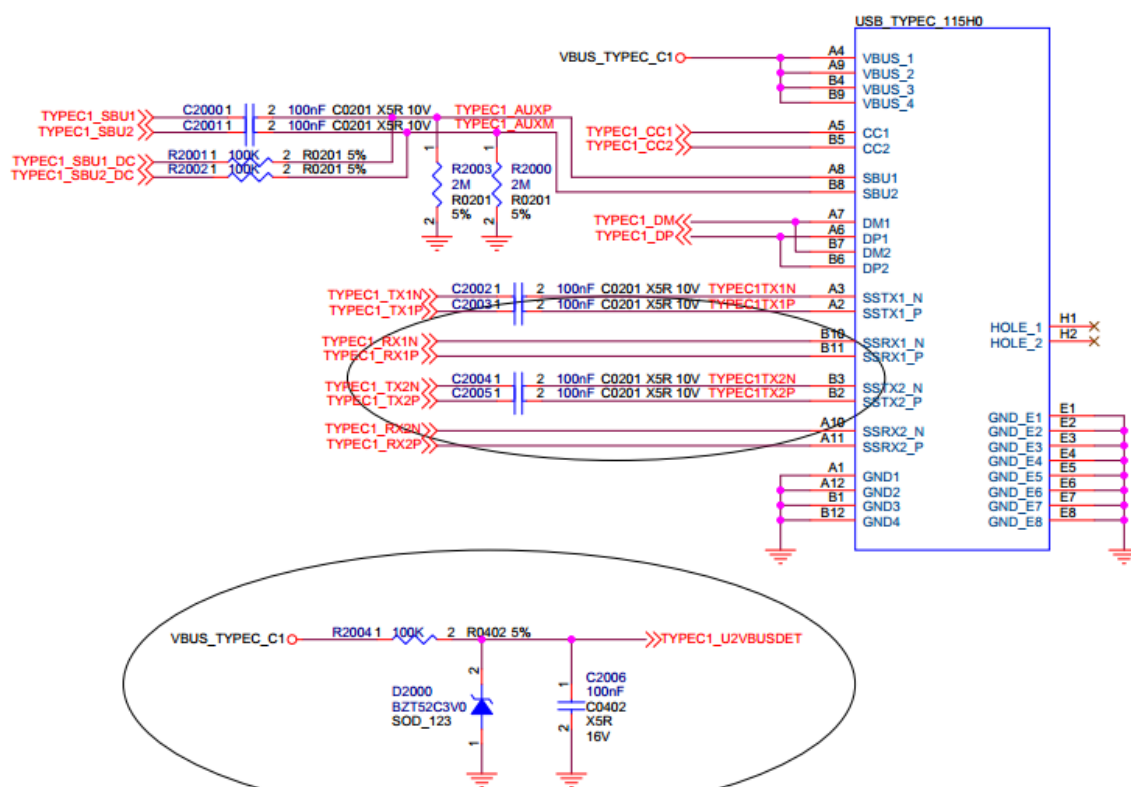 USB_TYPEC_115H0
VBUS_TYPEC_C1
A4 VBUS_1
A9 VBUS_2
B4 VBUS_3
B9 VBUS_4
TYPEC1_SBU1 C2000 1 2 100nF C0201 X5R 10V TYPEC1_AUXP
TYPEC1_SBU2 C2001 1 2 100nF C0201 X5R 10V TYPEC1_AUXM
TYPEC1_CC1 A5 CC1
TYPEC1_CC2 B5 CC2
TYPEC1_SBU1_DC R2001 1 100K 2 R0201 5%
TYPEC1_SBU2_DC R2002 1 100K 2 R0201 5%
1 R2003 2M R0201 5% 2
1 R2000 2M R0201 5% 2
A8 SBU1
B8 SBU2
TYPEC1_DM A7 DM1
TYPEC1_DP A6 DP1
B7 DM2
B6 DP2
TYPEC1_TX1N C2002 1 2 100nF C0201 X5R 10V TYPEC1TX1N A3 SSTX1_N
TYPEC1_TX1P C2003 1 2 100nF C0201 X5R 10V TYPEC1TX1P A2 SSTX1_P
HOLE_1 H1
HOLE_2 H2
TYPEC1_RX1N B10 SSRX1_N
TYPEC1_RX1P B11 SSRX1_P
TYPEC1_TX2N C2004 1 2 100nF C0201 X5R 10V TYPEC1TX2N B3 SSTX2_N
TYPEC1_TX2P C2005 1 2 100nF C0201 X5R 10V TYPEC1TX2P B2 SSTX2_P
TYPEC1_RX2N A10 SSRX2_N
TYPEC1_RX2P A11 SSRX2_P
GND_E1 E1
GND_E2 E2
GND_E3 E3
GND_E4 E4
GND_E5 E5
GND_E6 E6
GND_E7 E7
GND_E8 E8
A1 GND1
A12 GND2
B1 GND3
B12 GND4
VBUS_TYPEC_C1 R2004 1 100K 2 R0402 5% TYPEC1_U2VBUSDET
2
D2000
BZT52C3V0
SOD_123
1
C2006
1 100nF
C0402
X5R
2 16V